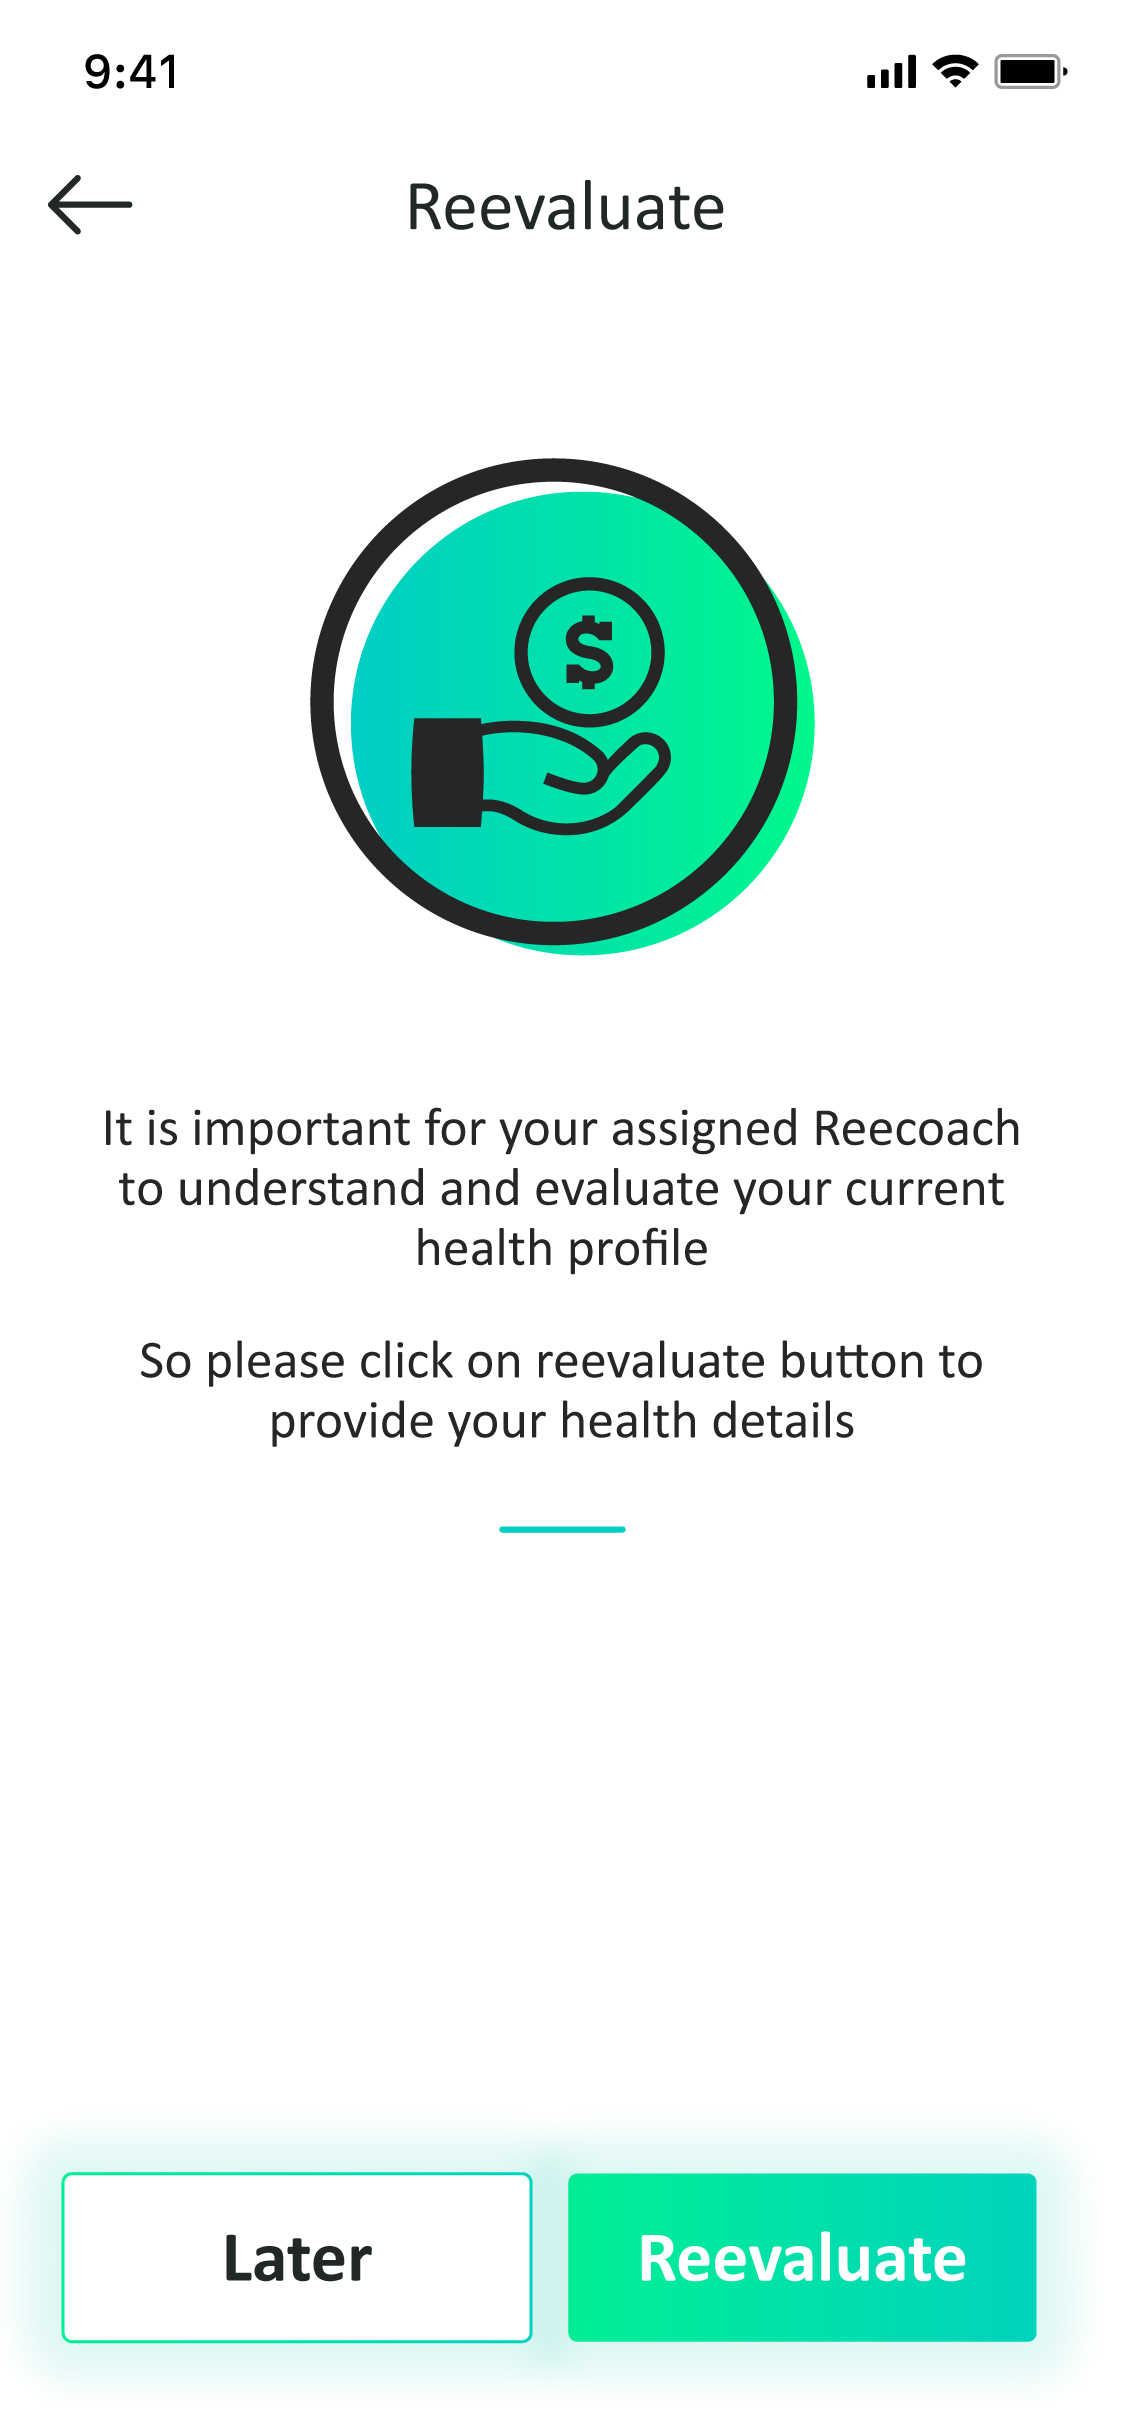 9:41
Reevaluate
$
It is important for your assigned Reecoach
to understand and evaluate your current
health profile
So please click on reevaluate button to
provide your health details
Later
Reevaluate